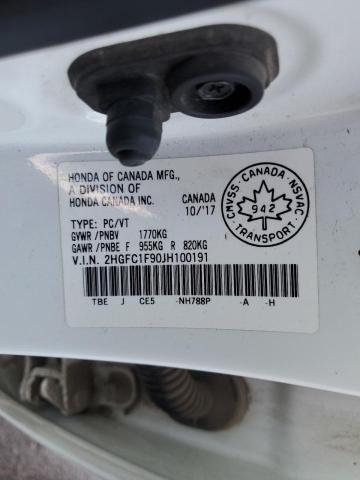 HONDA OF CANADA MFG.,
A DIVISION OF
HONDA CANADA INC.
CANADA
10/'17
TYPE: PC/VT
GVWR /PNBV 1770KG
GAWR /PNBE F 955KG R 820KG
V.I.N. 2HGFC1F90JH100191
TBE J CE5 -NH788P -A -H
CMVSS·CANADA·NSVAC
942
TRANSPORT